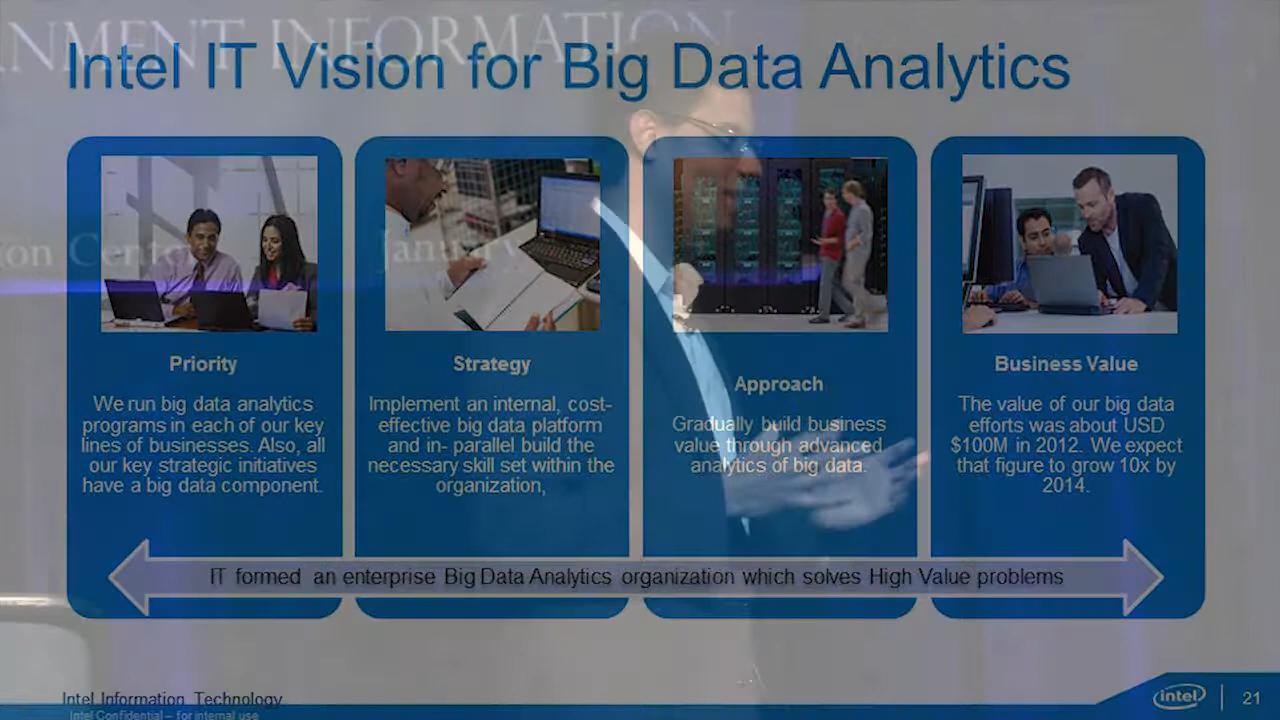 NMENT INFORMATION
Intel IT Vision for Big Data Analytics
on Center
January
Priority
We run big data analytics
programs in each of our key
lines of businesses. Also, all
our key strategic initiatives
have a big data component.
Strategy
Implement an internal, cost-
effective big data platform
and in- parallel build the
necessary skill set within the
organization,
Approach
Gradually build business
value through advanced
analytics of big data.
Business Value
The value of our big data
efforts was about USD
$100M in 2012. We expect
that figure to grow 10x by
2014.
IT formed an enterprise Big Data Analytics organization which solves High Value problems
Intel Information Technology
Intel Confidential – for internal use
intel
21